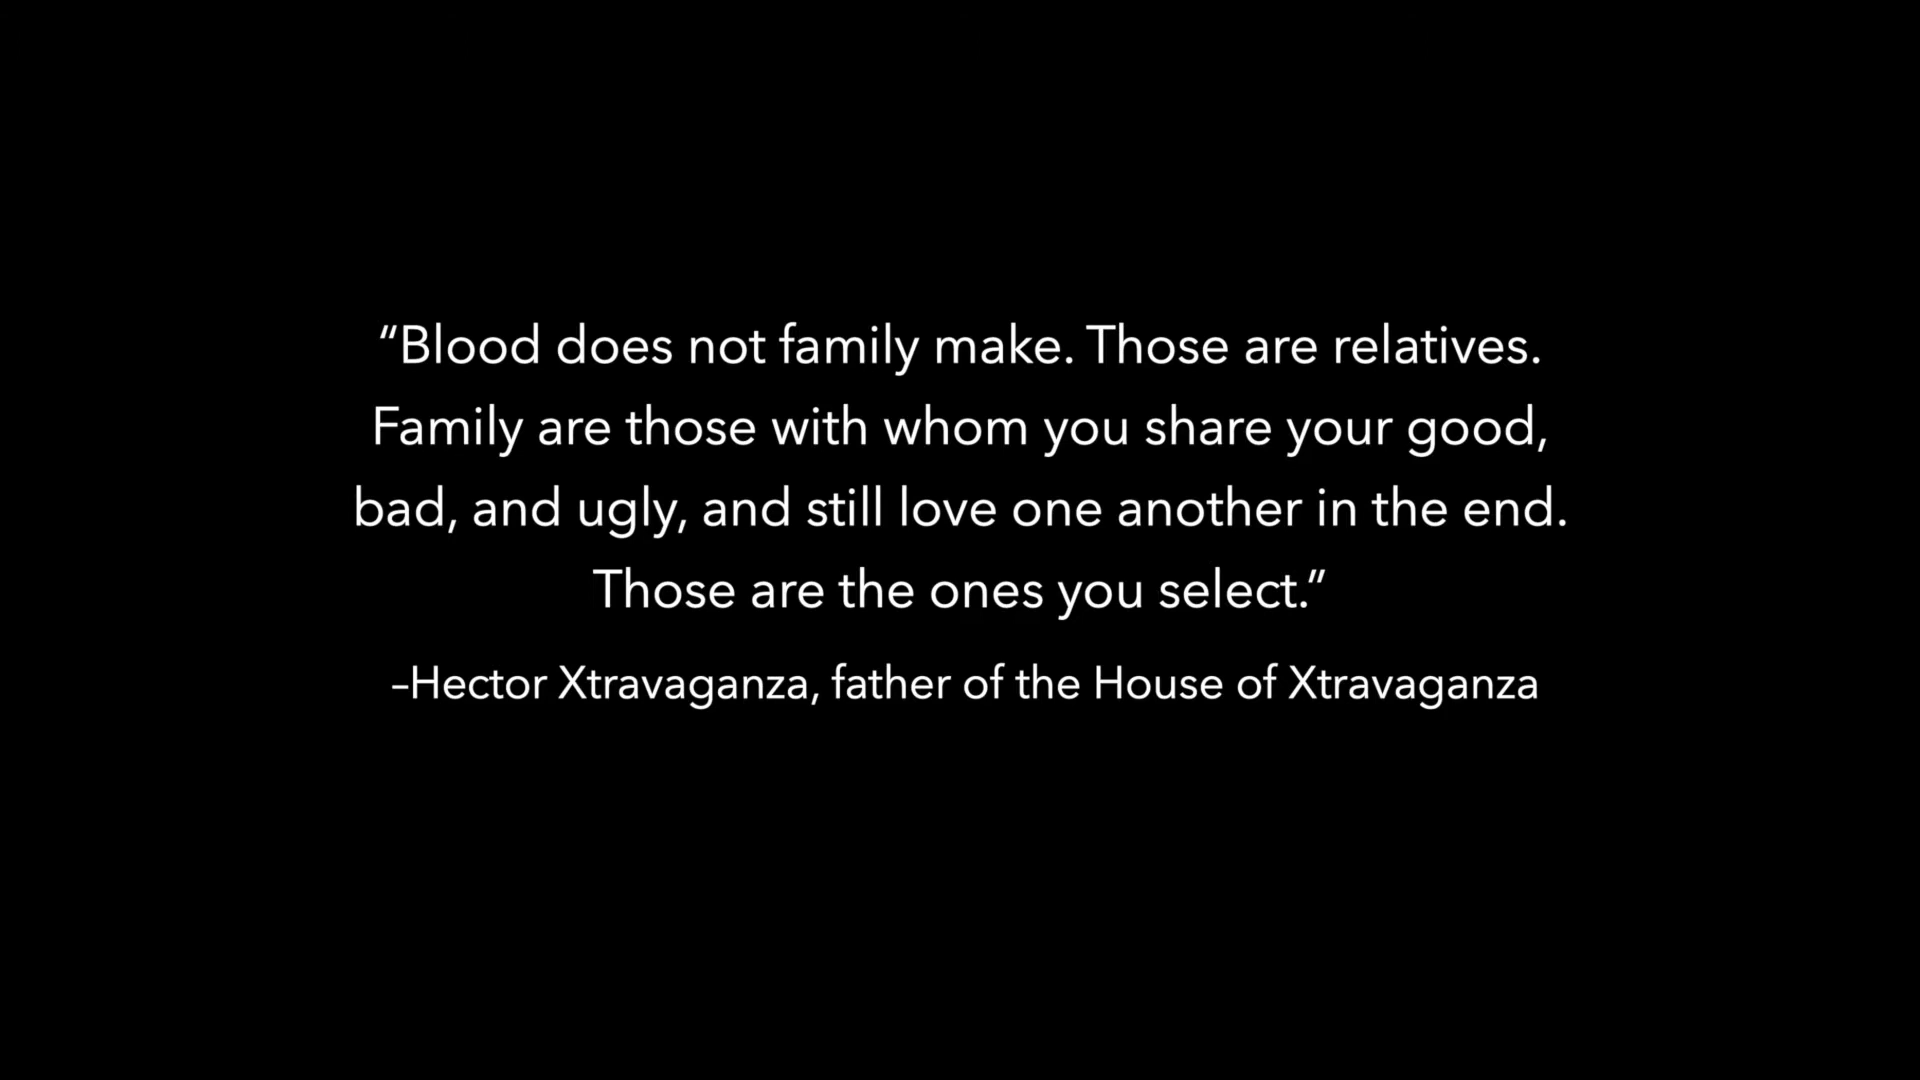 “Blood does not family make. Those are relatives.
Family are those with whom you share your good,
bad, and ugly, and still love one another in the end.
Those are the ones you select.”
–Hector Xtravaganza, father of the House of Xtravaganza